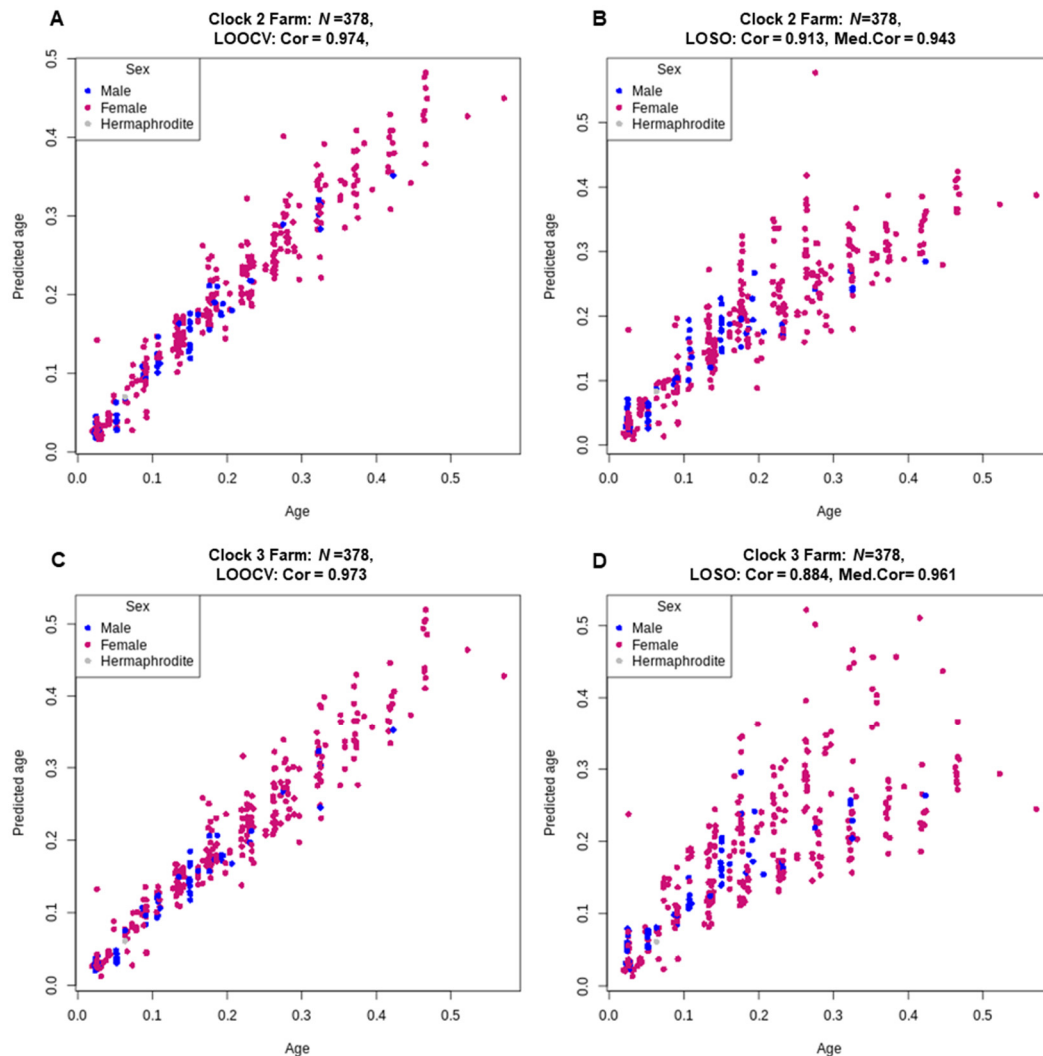 A
Clock 2 Farm: N=378,
LOOCV: Cor = 0.974,
Sex
Male
Female
Hermaphrodite
Predicted age
0.0 0.1 0.2 0.3 0.4 0.5
0.0 0.1 0.2 0.3 0.4 0.5
Age
B
Clock 2 Farm: N=378,
LOSO: Cor = 0.913, Med.Cor = 0.943
Sex
Male
Female
Hermaphrodite
Predicted age
0.0 0.1 0.2 0.3 0.4 0.5
0.0 0.1 0.2 0.3 0.4 0.5
Age
C
Clock 3 Farm: N=378,
LOOCV: Cor = 0.973
Sex
Male
Female
Hermaphrodite
Predicted age
0.0 0.1 0.2 0.3 0.4 0.5
0.0 0.1 0.2 0.3 0.4 0.5
Age
D
Clock 3 Farm: N=378,
LOSO: Cor = 0.884, Med.Cor= 0.961
Sex
Male
Female
Hermaphrodite
Predicted age
0.0 0.1 0.2 0.3 0.4 0.5
0.0 0.1 0.2 0.3 0.4 0.5
Age